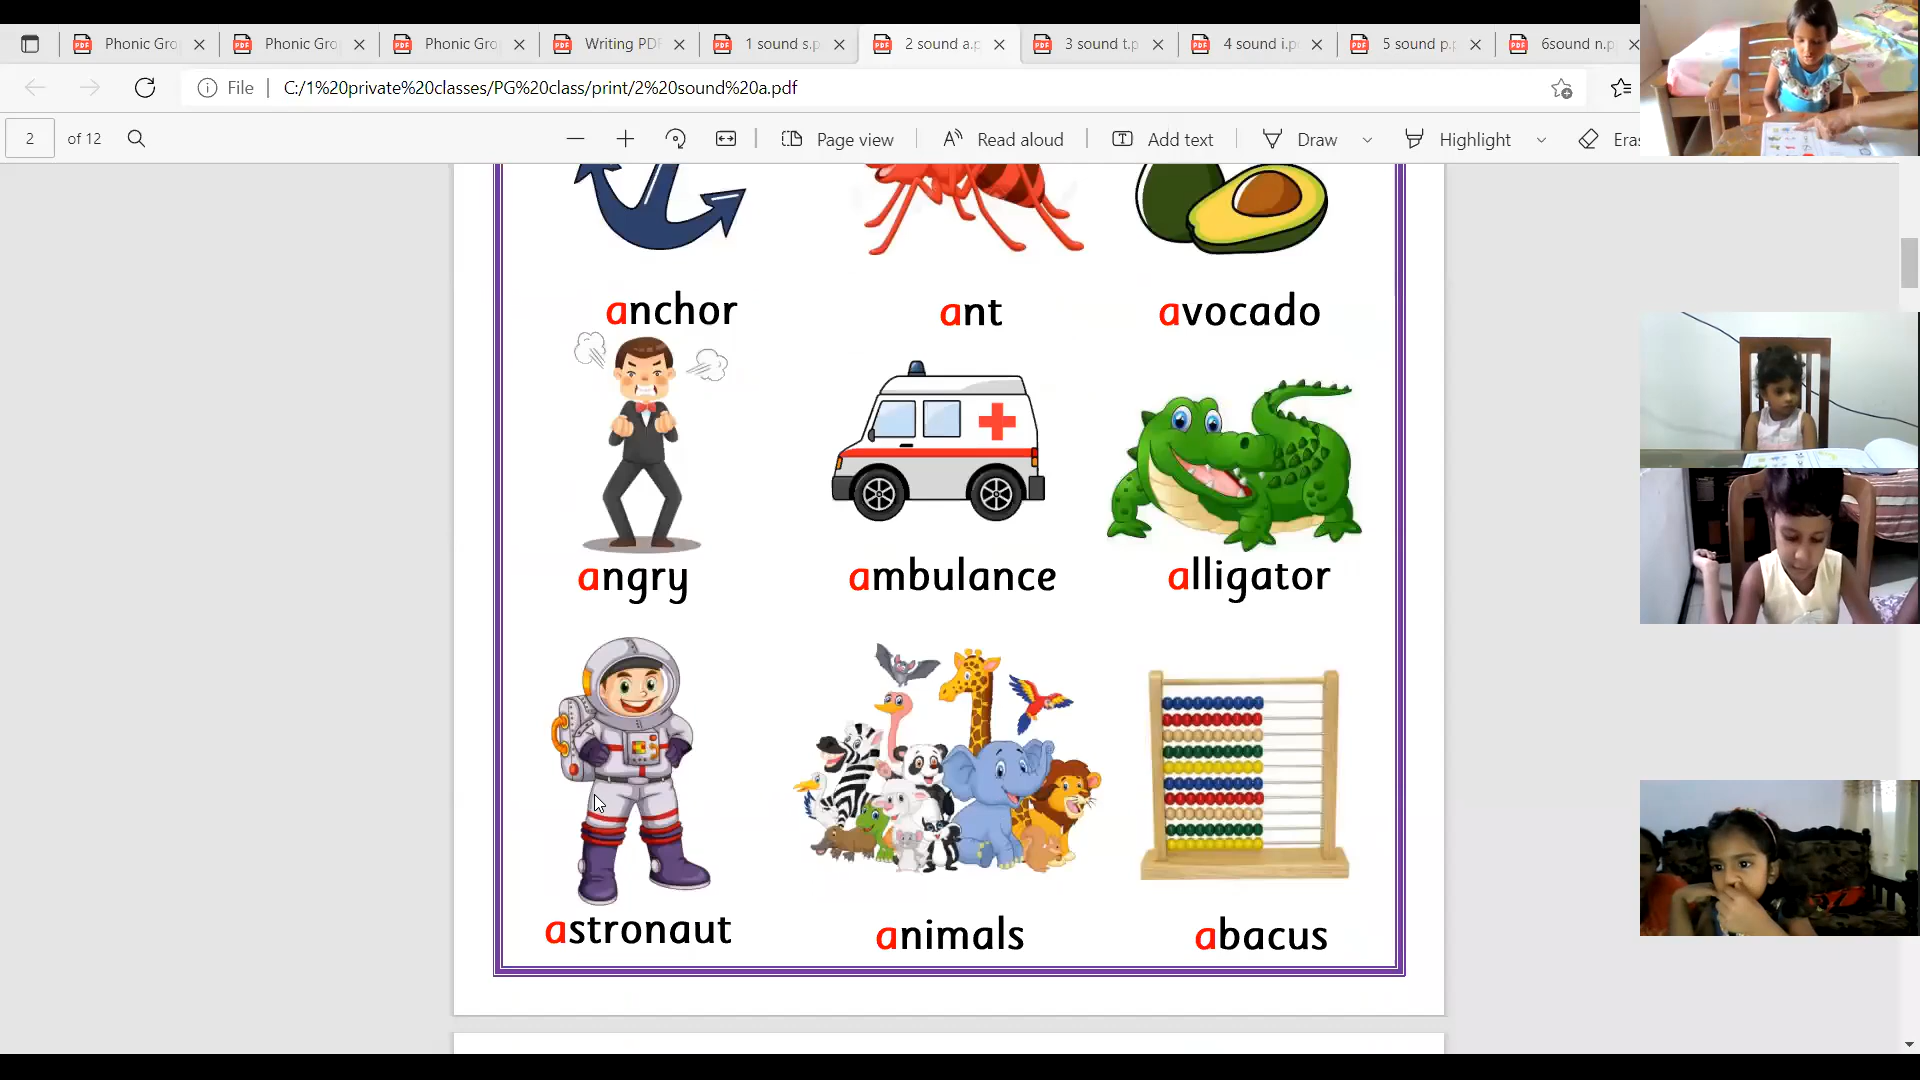 Phonic Gro Phonic Gro Phonic Gro Writing PDF 1 sound s.p 2 sound a.p 3 sound t.p 4 sound i.p 5 sound p.p 6sound n.p
File C:/1%20private%20classes/PG%20class/print/2%20sound%20a.pdf
2 of 12 Page view Read aloud Add text Draw Highlight Eras
anchor ant avocado
angry ambulance alligator
astronaut animals abacus